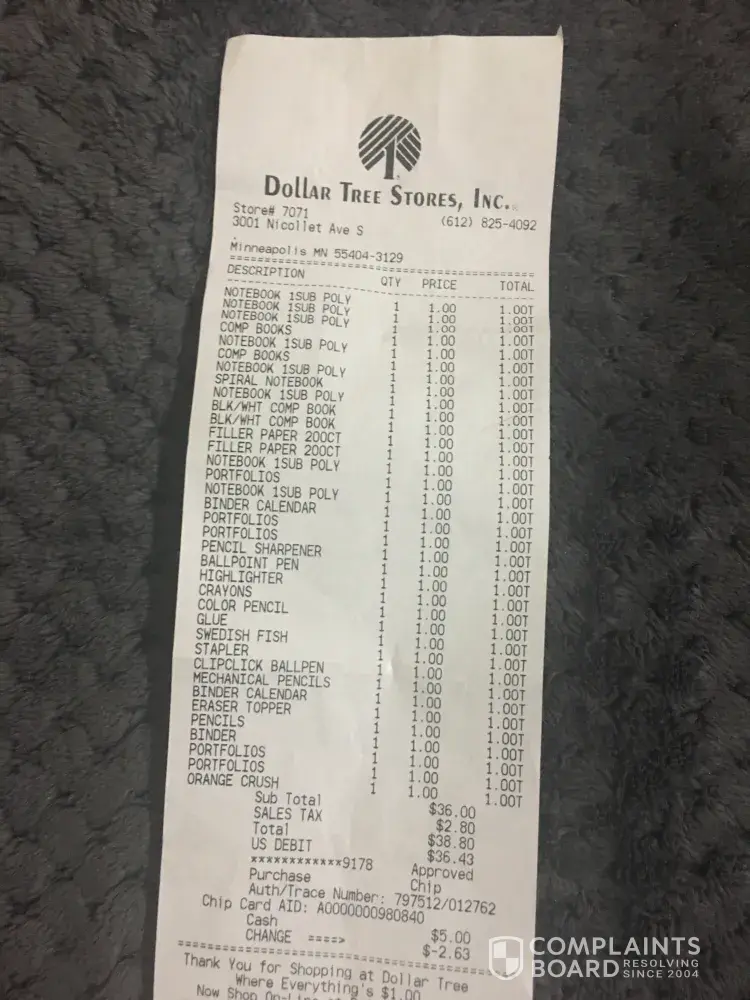 Dollar Tree Stores, Inc.
Store# 7071 (612) 825-4092
3001 Nicollet Ave S
.
Minneapolis MN 55404-3129
DESCRIPTION QTY PRICE TOTAL
NOTEBOOK 1SUB POLY 1 1.00 1.00T
NOTEBOOK 1SUB POLY 1 1.00 1.00T
NOTEBOOK 1SUB POLY 1 1.00 1.00T
COMP BOOKS 1 1.00 1.00T
NOTEBOOK 1SUB POLY 1 1.00 1.00T
COMP BOOKS 1 1.00 1.00T
NOTEBOOK 1SUB POLY 1 1.00 1.00T
SPIRAL NOTEBOOK 1 1.00 1.00T
NOTEBOOK 1SUB POLY 1 1.00 1.00T
BLK/WHT COMP BOOK 1 1.00 1.00T
BLK/WHT COMP BOOK 1 1.00 1.00T
FILLER PAPER 200CT 1 1.00 1.00T
FILLER PAPER 200CT 1 1.00 1.00T
NOTEBOOK 1SUB POLY 1 1.00 1.00T
PORTFOLIOS 1 1.00 1.00T
NOTEBOOK 1SUB POLY 1 1.00 1.00T
BINDER CALENDAR 1 1.00 1.00T
PORTFOLIOS 1 1.00 1.00T
PORTFOLIOS 1 1.00 1.00T
PENCIL SHARPENER 1 1.00 1.00T
BALLPOINT PEN 1 1.00 1.00T
HIGHLIGHTER 1 1.00 1.00T
CRAYONS 1 1.00 1.00T
COLOR PENCIL 1 1.00 1.00T
GLUE 1 1.00 1.00T
SWEDISH FISH 1 1.00 1.00T
STAPLER 1 1.00 1.00T
CLIPCLICK BALLPEN 1 1.00 1.00T
MECHANICAL PENCILS 1 1.00 1.00T
BINDER CALENDAR 1 1.00 1.00T
ERASER TOPPER 1 1.00 1.00T
PENCILS 1 1.00 1.00T
BINDER 1 1.00 1.00T
PORTFOLIOS 1 1.00 1.00T
PORTFOLIOS 1 1.00 1.00T
ORANGE CRUSH 1 1.00 1.00T
Sub Total $36.00
SALES TAX $2.80
Total $38.80
US DEBIT $36.43
************9178 Approved
Purchase Chip
Auth/Trace Number: 797512/012762
Chip Card AID: A0000000980840
Cash $5.00
CHANGE ====> $-2.63
Thank You for Shopping at Dollar Tree
Where Everything's $1.00
Now Shop On-Line
COMPLAINTS
BOARD RESOLVING SINCE 2004